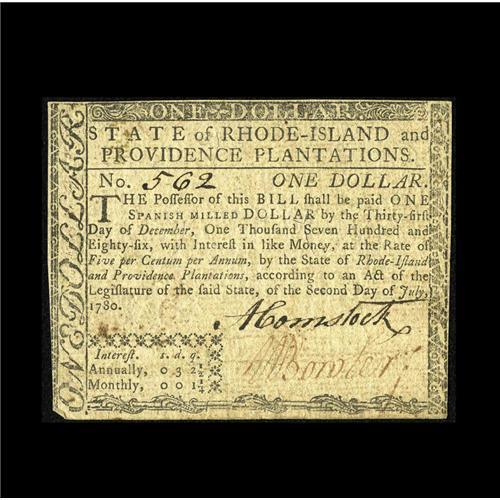 ONE DOLLAR.
ONE DOLLAR
STATE of RHODE-ISLAND and
PROVIDENCE PLANTATIONS.
No. 562 ONE DOLLAR.
THE Possessor of this BILL shall be paid ONE
SPANISH MILLED DOLLAR by the Thirty-first
Day of December, One Thousand Seven Hundred and
Eighty-six, with Interest in like Money, at the Rate of
Five per Centum per Annum, by the State of Rhode-Island
and Providence Plantations, according to an Act of the
Legislature of the said State, of the Second Day of July,
1780.
A Comstock
Interest. s. d. q.
Annually, 0 3 2½
Monthly, 0 0 1¼